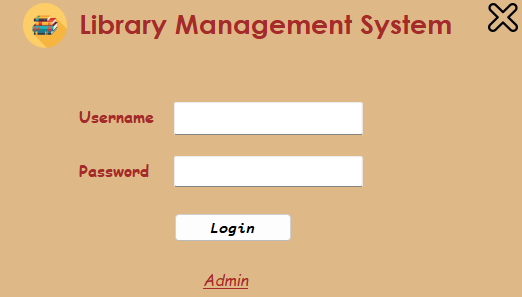 Library Management System
Username
Password
Login
Admin